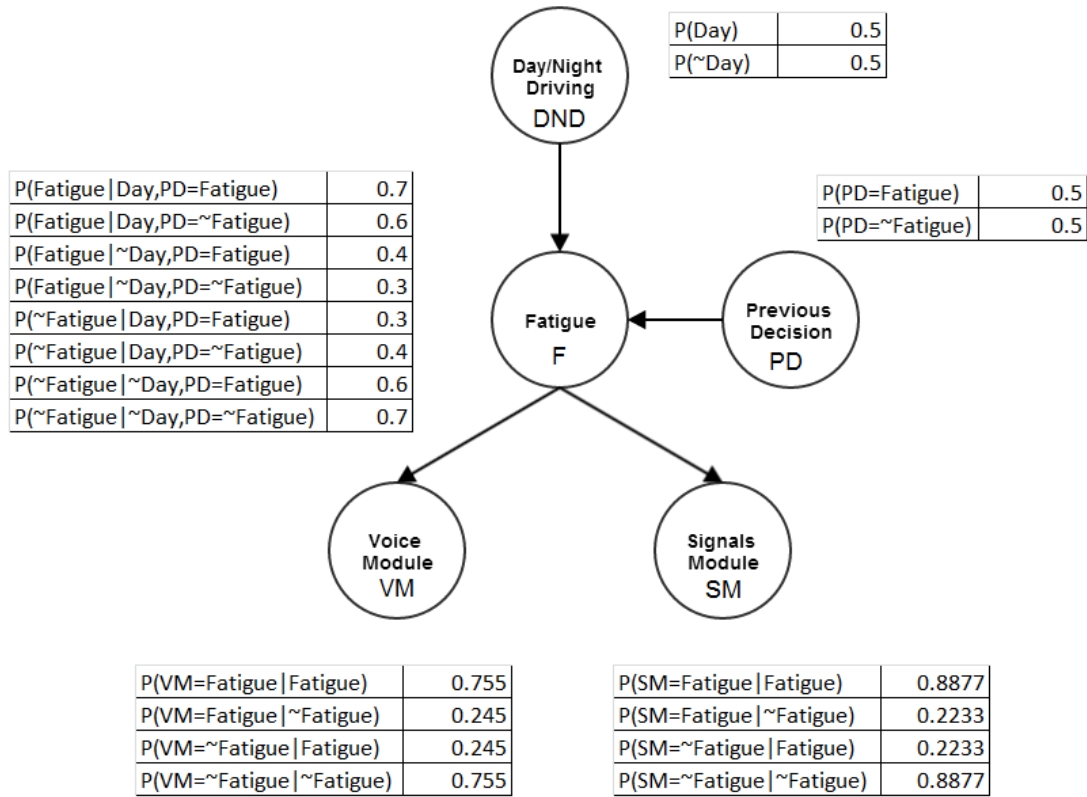 P(Day) 0.5
P(~Day) 0.5
Day/Night
Driving
DND
P(Fatigue|Day,PD=Fatigue) 0.7
P(Fatigue|Day,PD=~Fatigue) 0.6
P(Fatigue|~Day,PD=Fatigue) 0.4
P(Fatigue|~Day,PD=~Fatigue) 0.3
P(~Fatigue|Day,PD=Fatigue) 0.3
P(~Fatigue|Day,PD=~Fatigue) 0.4
P(~Fatigue|~Day,PD=Fatigue) 0.6
P(~Fatigue|~Day,PD=~Fatigue) 0.7
P(PD=Fatigue) 0.5
P(PD=~Fatigue) 0.5
Fatigue
F
Previous
Decision
PD
Voice
Module
VM
Signals
Module
SM
P(VM=Fatigue|Fatigue) 0.755
P(VM=Fatigue|~Fatigue) 0.245
P(VM=~Fatigue|Fatigue) 0.245
P(VM=~Fatigue|~Fatigue) 0.755
P(SM=Fatigue|Fatigue) 0.8877
P(SM=Fatigue|~Fatigue) 0.2233
P(SM=~Fatigue|Fatigue) 0.2233
P(SM=~Fatigue|~Fatigue) 0.8877